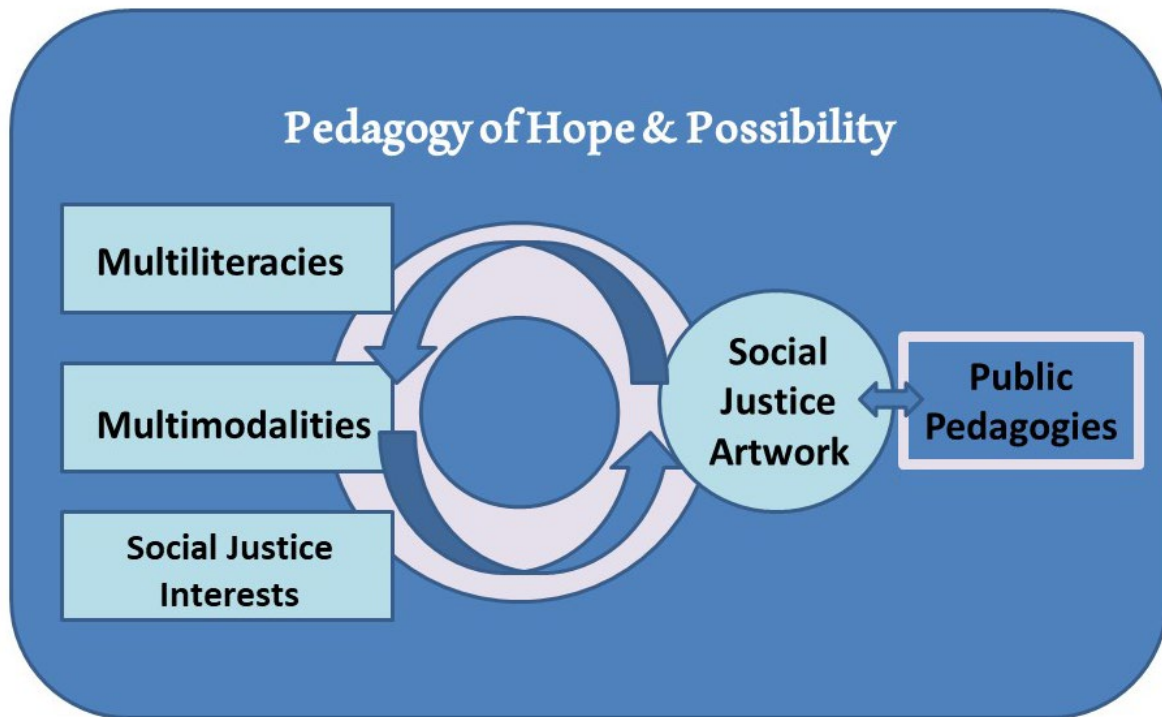 Pedagogy of Hope & Possibility
Multiliteracies
Multimodalities
Social Justice
Interests
Social
Justice
Artwork
Public
Pedagogies